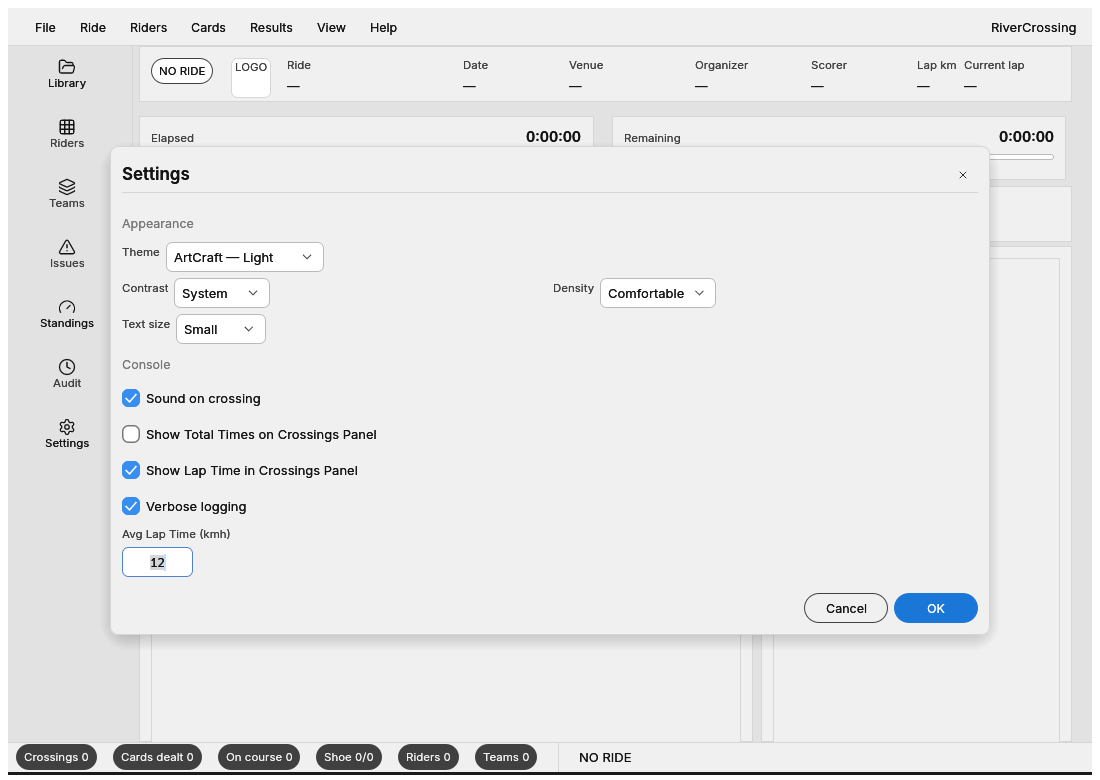 File Ride Riders Cards Results View Help RiverCrossing
Library
Riders
Teams
Issues
Standings
Audit
Settings
NO RIDE LOGO Ride Date Venue Organizer Scorer Lap km Current lap
— — — — — — —
Elapsed 0:00:00 Remaining 0:00:00
Settings
Appearance
Theme ArtCraft — Light
Contrast System Density Comfortable
Text size Small
Console
Sound on crossing
Show Total Times on Crossings Panel
Show Lap Time in Crossings Panel
Verbose logging
Avg Lap Time (kmh)
12
Cancel OK
Crossings 0 Cards dealt 0 On course 0 Shoe 0/0 Riders 0 Teams 0 NO RIDE